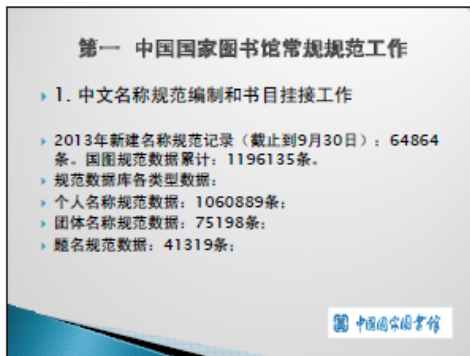 第一 中国国家图书馆常规规范工作
1. 中文名称规范编制和书目挂接工作
2013年新建名称规范记录（截止到9月30日）：64864
条。国图规范数据累计：1196135条。
规范数据库各类型数据：
个人名称规范数据：1060889条；
团体名称规范数据：75198条；
题名规范数据：41319条；
中国国家图书馆